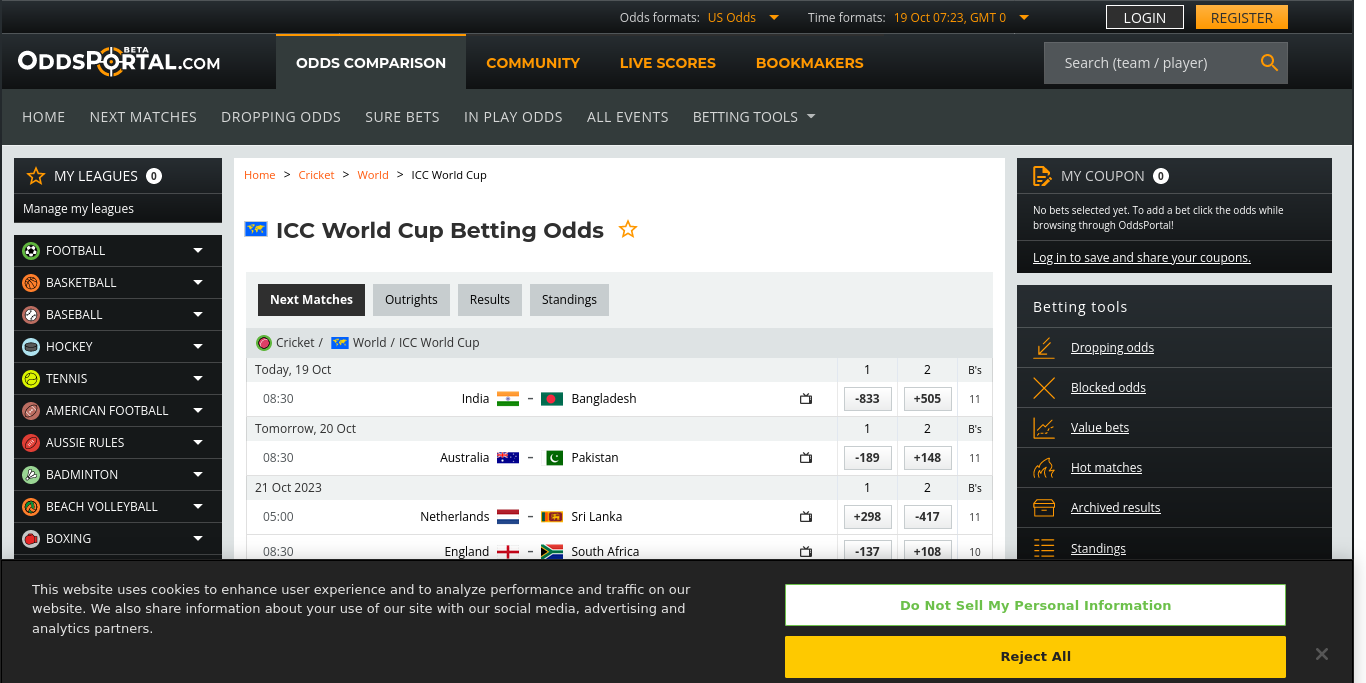 Odds formats: US Odds Time formats: 19 Oct 07:23, GMT 0 LOGIN REGISTER
ODDSPORTAL.COM BETA
ODDS COMPARISON COMMUNITY LIVE SCORES BOOKMAKERS
Search (team / player)
HOME NEXT MATCHES DROPPING ODDS SURE BETS IN PLAY ODDS ALL EVENTS BETTING TOOLS
MY LEAGUES 0
Manage my leagues
FOOTBALL
BASKETBALL
BASEBALL
HOCKEY
TENNIS
AMERICAN FOOTBALL
AUSSIE RULES
BADMINTON
BEACH VOLLEYBALL
BOXING
Home > Cricket > World > ICC World Cup
ICC World Cup Betting Odds
Next Matches Outrights Results Standings
Cricket / World / ICC World Cup
Today, 19 Oct 1 2 B's
08:30 India – Bangladesh -833 +505 11
Tomorrow, 20 Oct 1 2 B's
08:30 Australia – Pakistan -189 +148 11
21 Oct 2023 1 2 B's
05:00 Netherlands – Sri Lanka +298 -417 11
08:30 England – South Africa -137 +108 10
MY COUPON 0
No bets selected yet. To add a bet click the odds while
browsing through OddsPortal!
Log in to save and share your coupons.
Betting tools
Dropping odds
Blocked odds
Value bets
Hot matches
Archived results
Standings
This website uses cookies to enhance user experience and to analyze performance and traffic on our
website. We also share information about your use of our site with our social media, advertising and
analytics partners.
Do Not Sell My Personal Information
Reject All